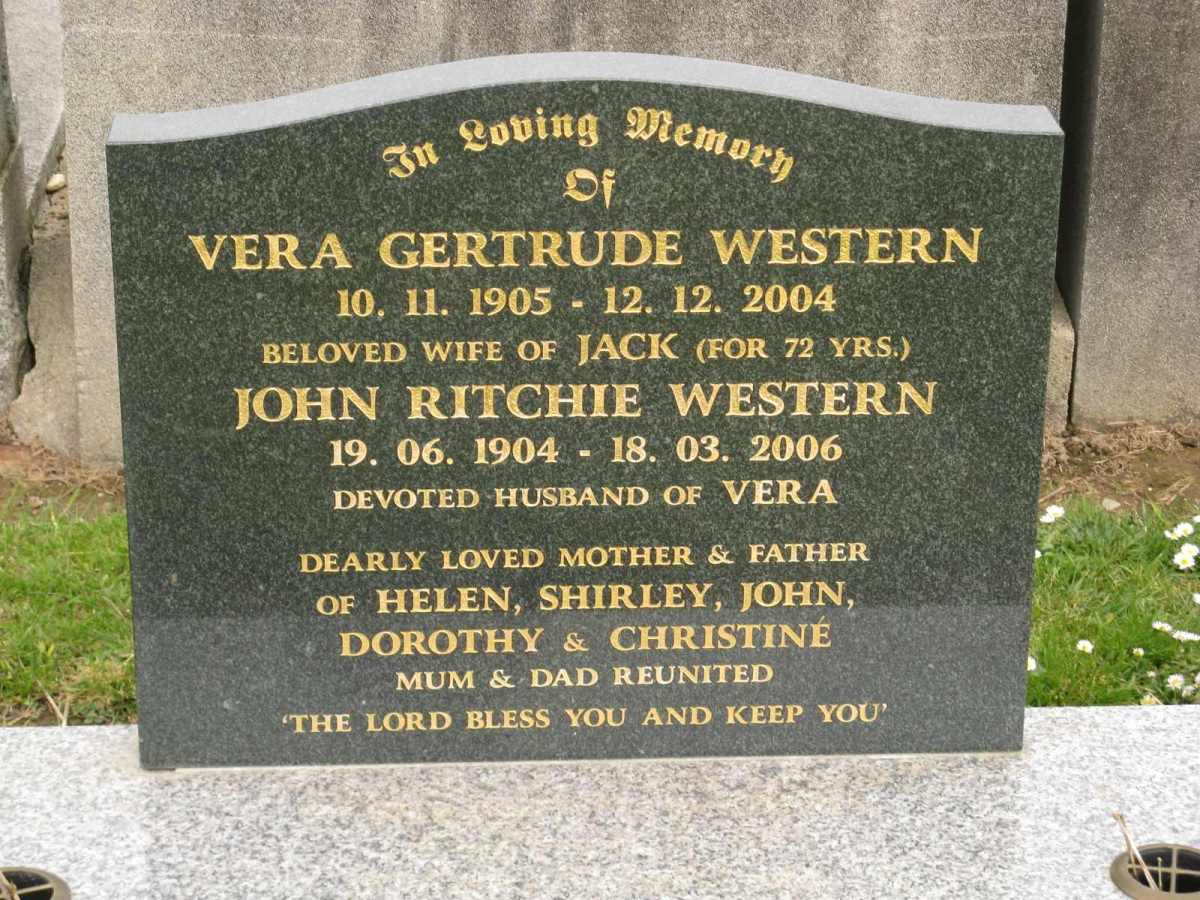 In Loving Memory
Of
VERA GERTRUDE WESTERN
10. 11. 1905 - 12. 12. 2004
BELOVED WIFE OF JACK (FOR 72 YRS.)
JOHN RITCHIE WESTERN
19. 06. 1904 - 18. 03. 2006
DEVOTED HUSBAND OF VERA
DEARLY LOVED MOTHER & FATHER
OF HELEN, SHIRLEY, JOHN,
DOROTHY & CHRISTINÉ
MUM & DAD REUNITED
'THE LORD BLESS YOU AND KEEP YOU'